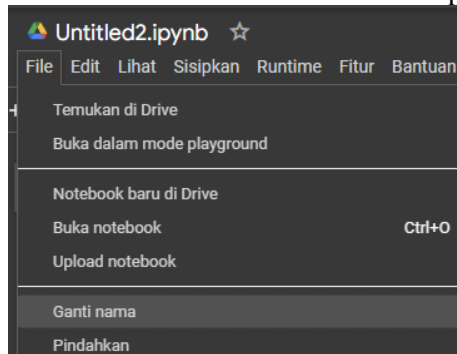 Untitled2.ipynb
File Edit Lihat Sisipkan Runtime Fitur Bantuan
Temukan di Drive
Buka dalam mode playground
Notebook baru di Drive
Buka notebook Ctrl+O
Upload notebook
Ganti nama
Pindahkan